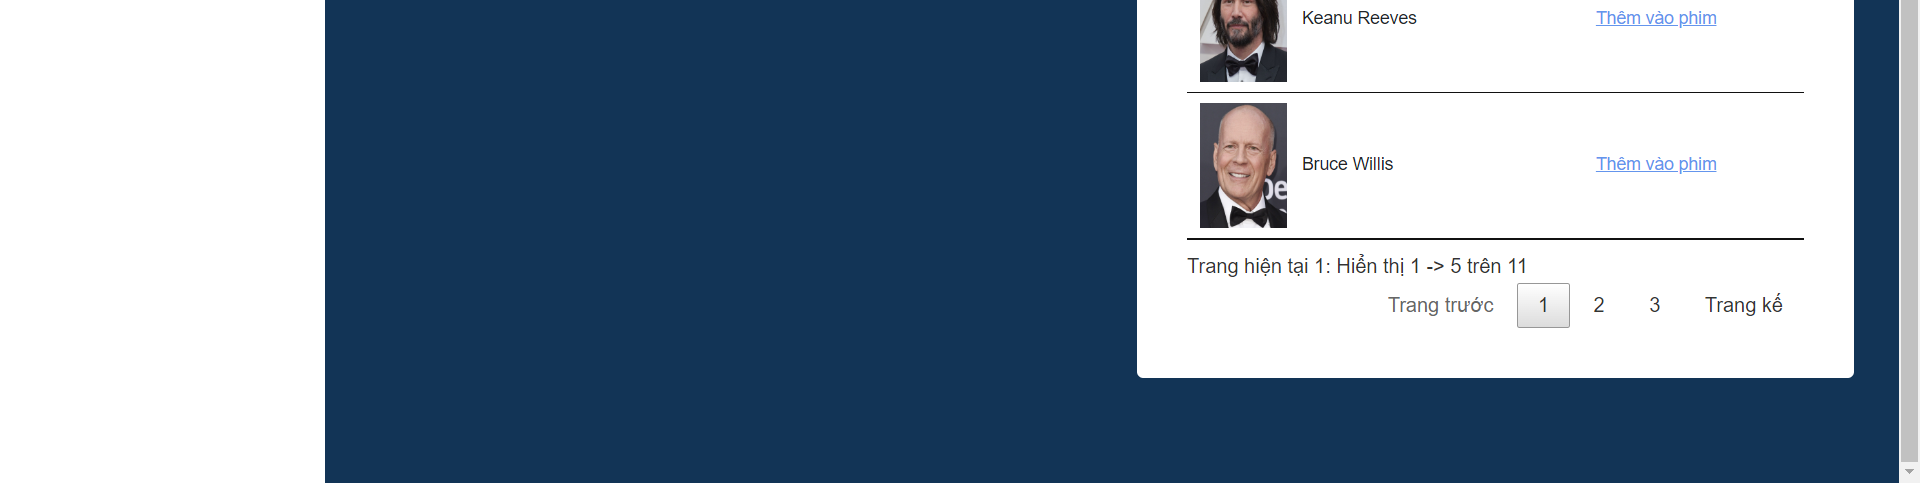 Keanu Reeves Thêm vào phim
Bruce Willis Thêm vào phim
Trang hiện tại 1: Hiển thị 1 -> 5 trên 11
Trang trước 1 2 3 Trang kế